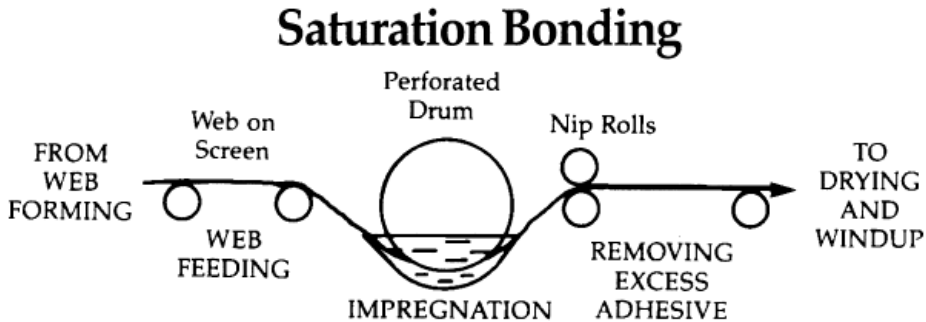 Saturation Bonding
Perforated
Drum
Web on
Screen
Nip Rolls
FROM
WEB
FORMING
TO
DRYING
AND
WINDUP
WEB
FEEDING
REMOVING
EXCESS
ADHESIVE
IMPREGNATION